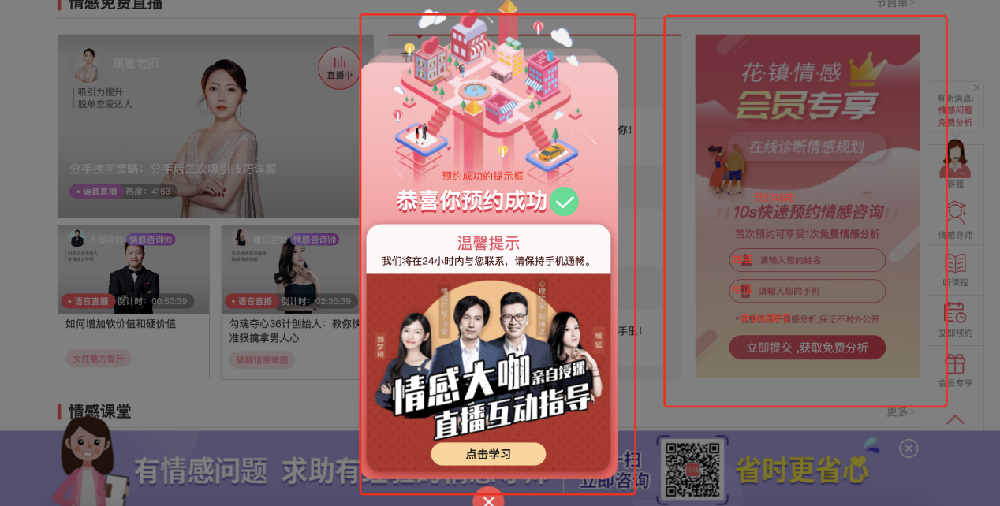 情感免费直播
节目单>
琪雅老师
吸引力提升
脱单恋爱达人
直播中
分手挽回策略：分手后二次吸引技巧详解
• 语音直播
热度：4153
不惑老师
情感咨询师
• 语音直播
倒计时：00:50:39
如何增加软价值和硬价值
女性魅力提升
情感咨询师
• 语音直播
倒计时：02:35:39
勾魂夺心36计创始人：教你快
准狠擒拿男人心
破解情感难题
你！
手里！
预约成功的提示框
恭喜你预约成功
温馨提示
我们将在24小时内与您联系，请保持手机通畅。
情感大咖亲自授课
直播互动指导
魏梦琦
暖狐
点击学习
花·镇·情·感
会员专享
在线诊断情感规划
预约功能
10s快速预约情感咨询
首次预约可享受1次免费情感分析
请输入您的姓名
请输入您的手机
感分析,保证不对外公开
立即提交 ,获取免费分析
有新消息:
情感问题
免费分析
客服
情感导师
听课程
立即预约
会员专享
情感课堂
更多>
有情感问题 求助有
一扫
立即咨询
省时更省心